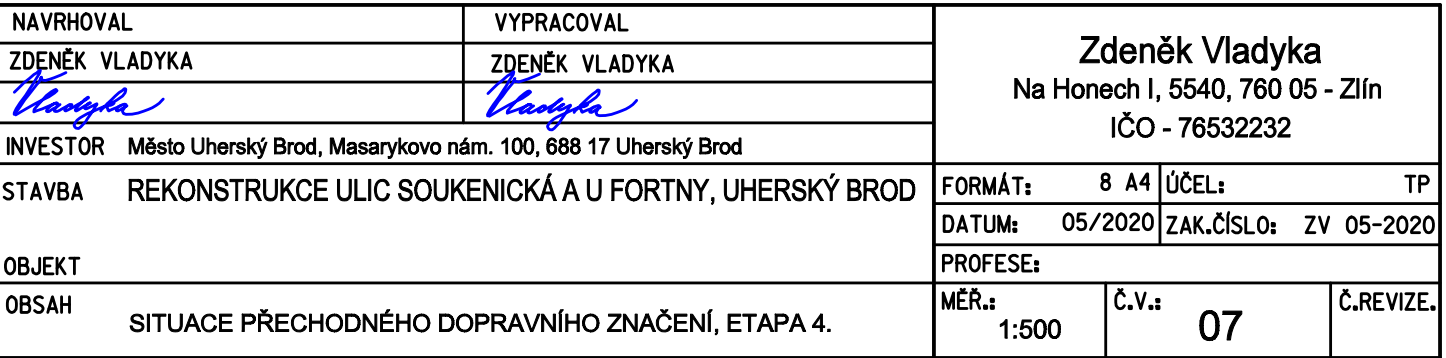 NAVRHOVAL VYPRACOVAL
ZDENĚK VLADYKA ZDENĚK VLADYKA
Vladyka Vladyka
INVESTOR Město Uherský Brod, Masarykovo nám. 100, 688 17 Uherský Brod
STAVBA REKONSTRUKCE ULIC SOUKENICKÁ A U FORTNY, UHERSKÝ BROD
OBJEKT
OBSAH
SITUACE PŘECHODNÉHO DOPRAVNÍHO ZNAČENÍ, ETAPA 4.
Zdeněk Vladyka
Na Honech I, 5540, 760 05 - Zlín
IČO - 76532232
FORMÁT: 8 A4 ÚČEL: TP
DATUM: 05/2020 ZAK.ČÍSLO: ZV 05-2020
PROFESE:
MĚŘ.: Č.V.: Č.REVIZE.
1:500 07